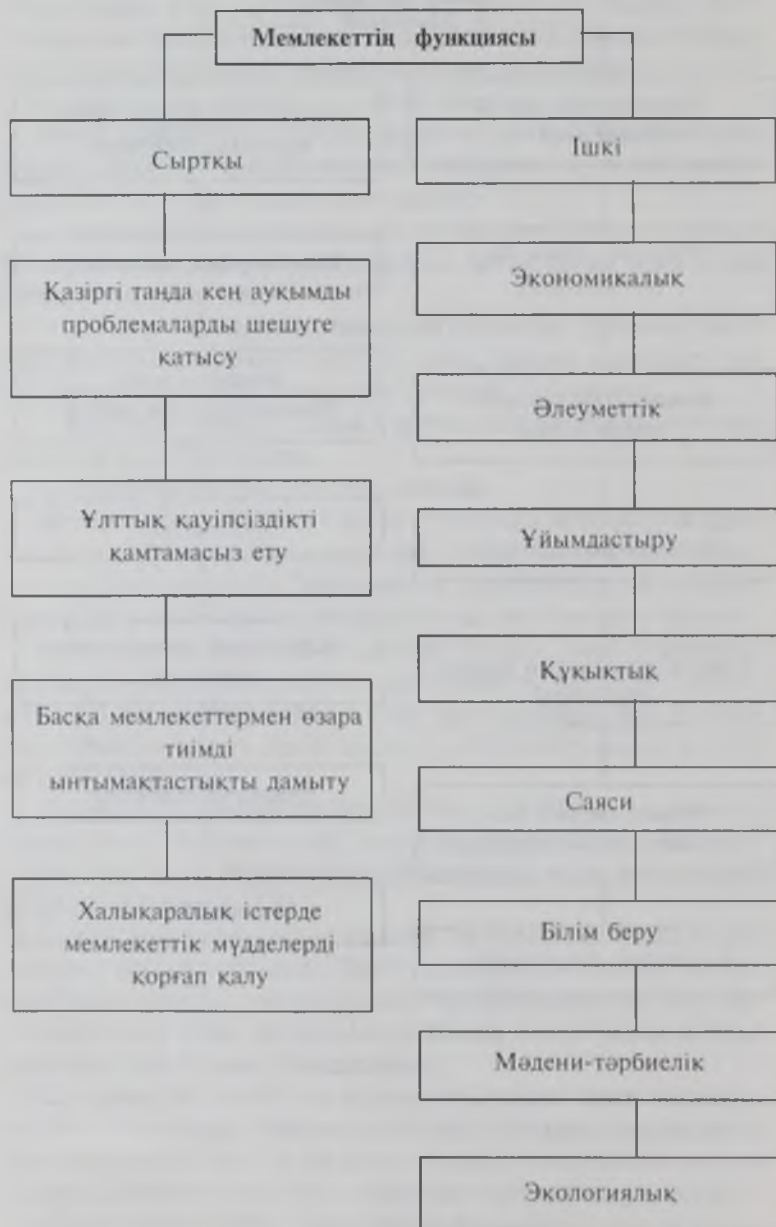 Мемлекеттің функциясы
Сыртқы
Қазіргі таңда кең ауқымды
проблемаларды шешуге
қатысу
Ұлттық қауіпсіздікті
қамтамасыз ету
Басқа мемлекеттермен өзара
тиімді
ынтымақтастықты дамыту
Халықаралық істерде
мемлекеттік мүдделерді
қорғап қалу
Ішкі
Экономикалық
Әлеуметтік
Ұйымдастыру
Құқықтық
Саяси
Білім беру
Мәдени-тәрбиелік
Экологиялық